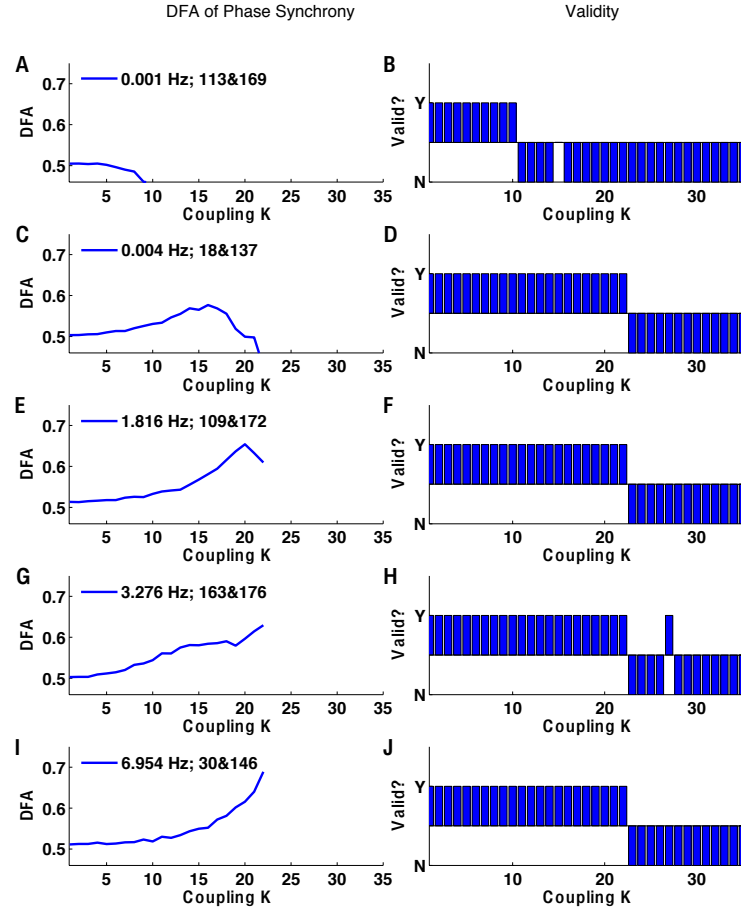 DFA of Phase Synchrony
Validity
A
0.001 Hz; 113&169
0.7
0.6
0.5
DFA
5 10 15 20 25 30 35
Coupling K
B
Y
N
Valid?
10 20 30
Coupling K
C
0.004 Hz; 18&137
0.7
0.6
0.5
DFA
5 10 15 20 25 30 35
Coupling K
D
Y
N
Valid?
10 20 30
Coupling K
E
1.816 Hz; 109&172
0.7
0.6
0.5
DFA
5 10 15 20 25 30 35
Coupling K
F
Y
N
Valid?
10 20 30
Coupling K
G
3.276 Hz; 163&176
0.7
0.6
0.5
DFA
5 10 15 20 25 30 35
Coupling K
H
Y
N
Valid?
10 20 30
Coupling K
I
6.954 Hz; 30&146
0.7
0.6
0.5
DFA
5 10 15 20 25 30 35
Coupling K
J
Y
N
Valid?
10 20 30
Coupling K